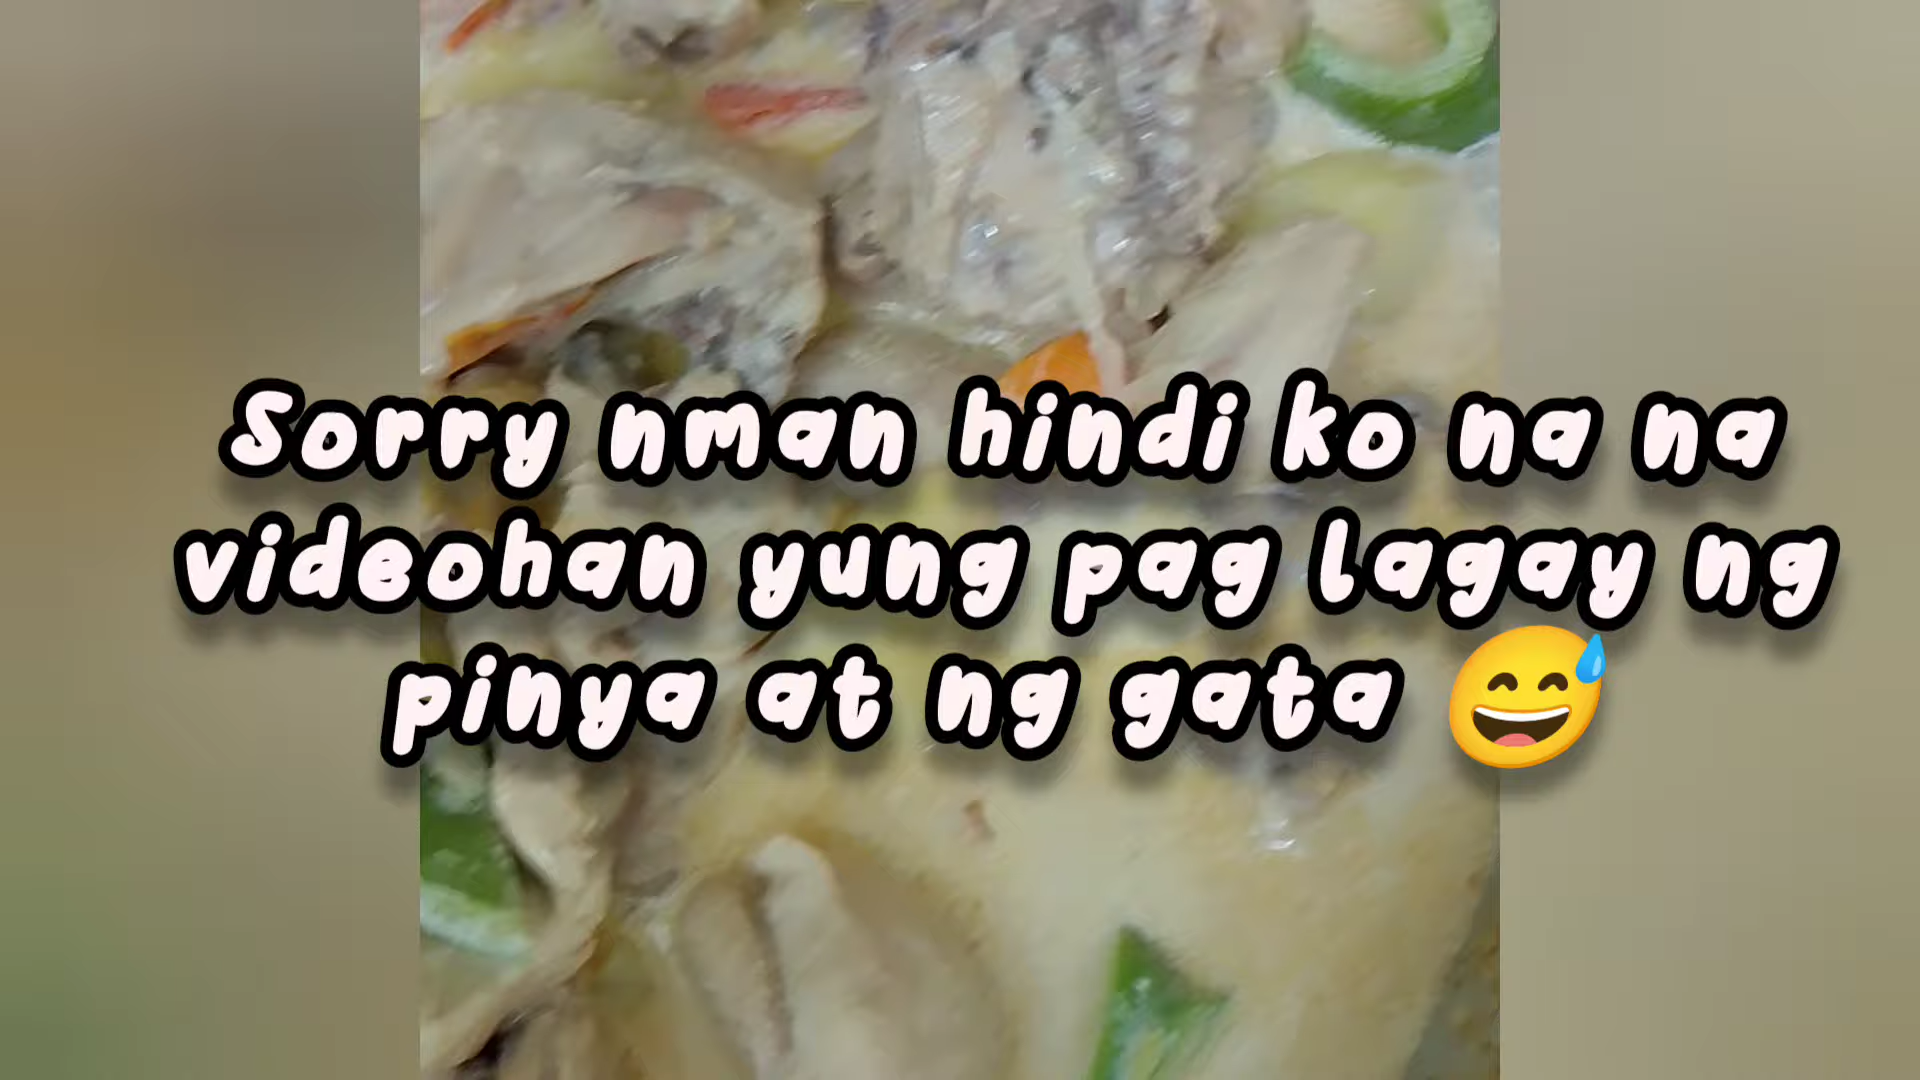 Sorry nman hindi ko na na
videohan yung pag lagay ng
pinya at ng gata 😅